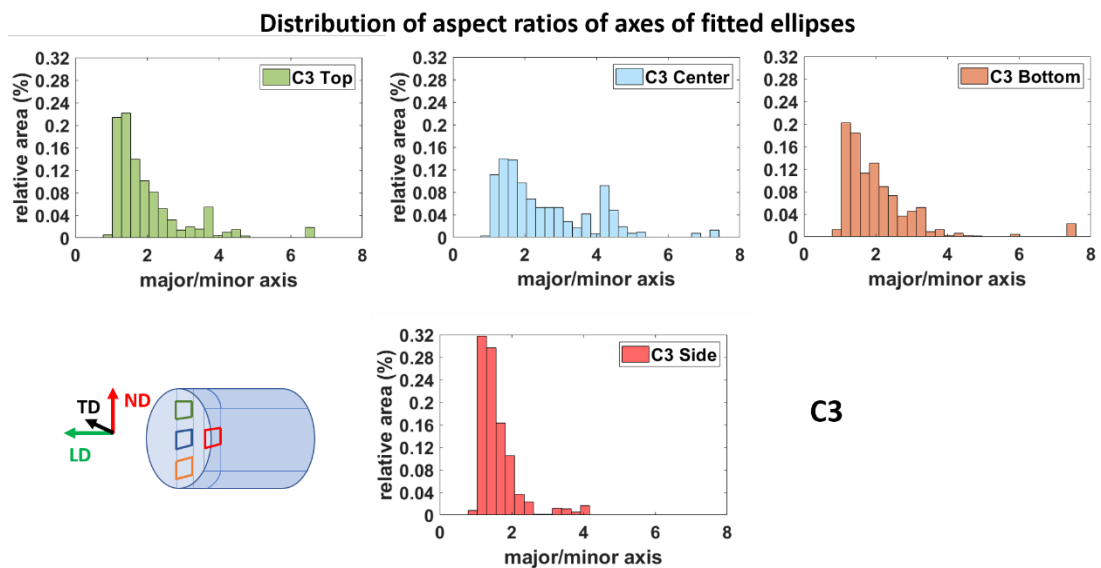 Distribution of aspect ratios of axes of fitted ellipses
0.32
0.28
0.24
0.2
0.16
0.12
0.08
0.04
0
relative area (%)
C3 Top
0 2 4 6 8
major/minor axis
0.32
0.28
0.24
0.2
0.16
0.12
0.08
0.04
0
relative area (%)
C3 Center
0 2 4 6 8
major/minor axis
0.32
0.28
0.24
0.2
0.16
0.12
0.08
0.04
0
relative area (%)
C3 Bottom
0 2 4 6 8
major/minor axis
TD ND
LD
0.32
0.28
0.24
0.2
0.16
0.12
0.08
0.04
0
relative area (%)
C3 Side
0 2 4 6 8
major/minor axis
C3